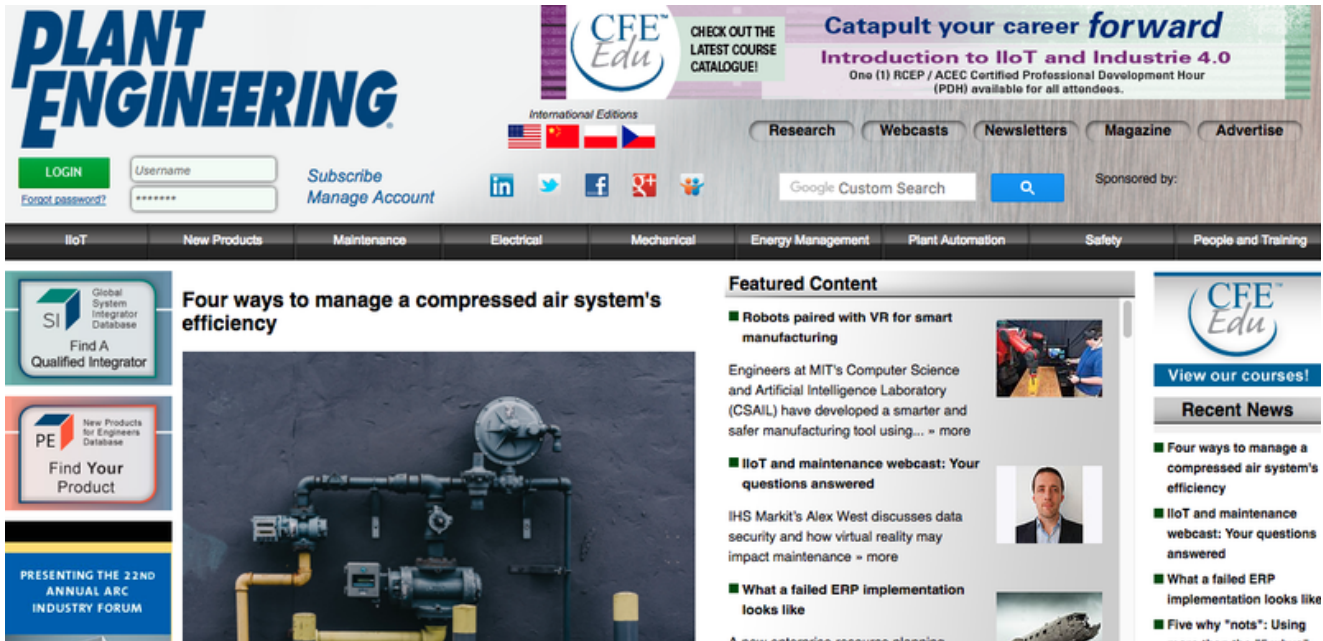 PLANT
ENGINEERING
CFE™
Edu
CHECK OUT THE
LATEST COURSE
CATALOGUE!
Catapult your career forward
Introduction to IIoT and Industrie 4.0
One (1) RCEP / ACEC Certified Professional Development Hour
(PDH) available for all attendees.
International Editions
Research
Webcasts
Newsletters
Magazine
Advertise
LOGIN
Username
Forgot password?
*******
Subscribe
Manage Account
in
f
g+
Google Custom Search
Sponsored by:
IIoT
New Products
Maintenance
Electrical
Mechanical
Energy Management
Plant Automation
Safety
People and Training
SI
Global
System
Integrator
Database
Find A
Qualified Integrator
PE
New Products
for Engineers
Database
Find Your
Product
PRESENTING THE 22ND
ANNUAL ARC
INDUSTRY FORUM
Four ways to manage a compressed air system's
efficiency
Featured Content
Robots paired with VR for smart
manufacturing
Engineers at MIT's Computer Science
and Artificial Intelligence Laboratory
(CSAIL) have developed a smarter and
safer manufacturing tool using... » more
IIoT and maintenance webcast: Your
questions answered
IHS Markit's Alex West discusses data
security and how virtual reality may
impact maintenance » more
What a failed ERP implementation
looks like
A new enterprise resource planning
CFE™
Edu
View our courses!
Recent News
Four ways to manage a
compressed air system's
efficiency
IIoT and maintenance
webcast: Your questions
answered
What a failed ERP
implementation looks like
Five why "nots": Using